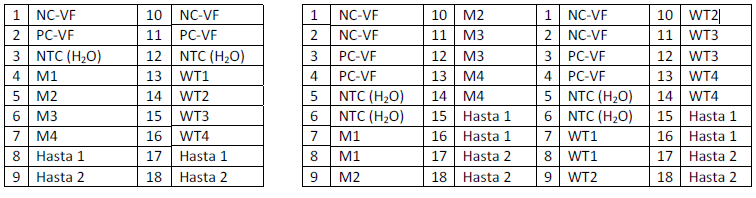 1 NC-VF 10 NC-VF
2 PC-VF 11 PC-VF
3 NTC (H₂O) 12 NTC (H₂O)
4 M1 13 WT1
5 M2 14 WT2
6 M3 15 WT3
7 M4 16 WT4
8 Hasta 1 17 Hasta 1
9 Hasta 2 18 Hasta 2
1 NC-VF 10 M2 1 NC-VF 10 WT2
2 NC-VF 11 M3 2 NC-VF 11 WT3
3 PC-VF 12 M3 3 PC-VF 12 WT3
4 PC-VF 13 M4 4 PC-VF 13 WT4
5 NTC (H₂O) 14 M4 5 NTC (H₂O) 14 WT4
6 NTC (H₂O) 15 Hasta 1 6 NTC (H₂O) 15 Hasta 1
7 M1 16 Hasta 1 7 WT1 16 Hasta 1
8 M1 17 Hasta 2 8 WT1 17 Hasta 2
9 M2 18 Hasta 2 9 WT2 18 Hasta 2